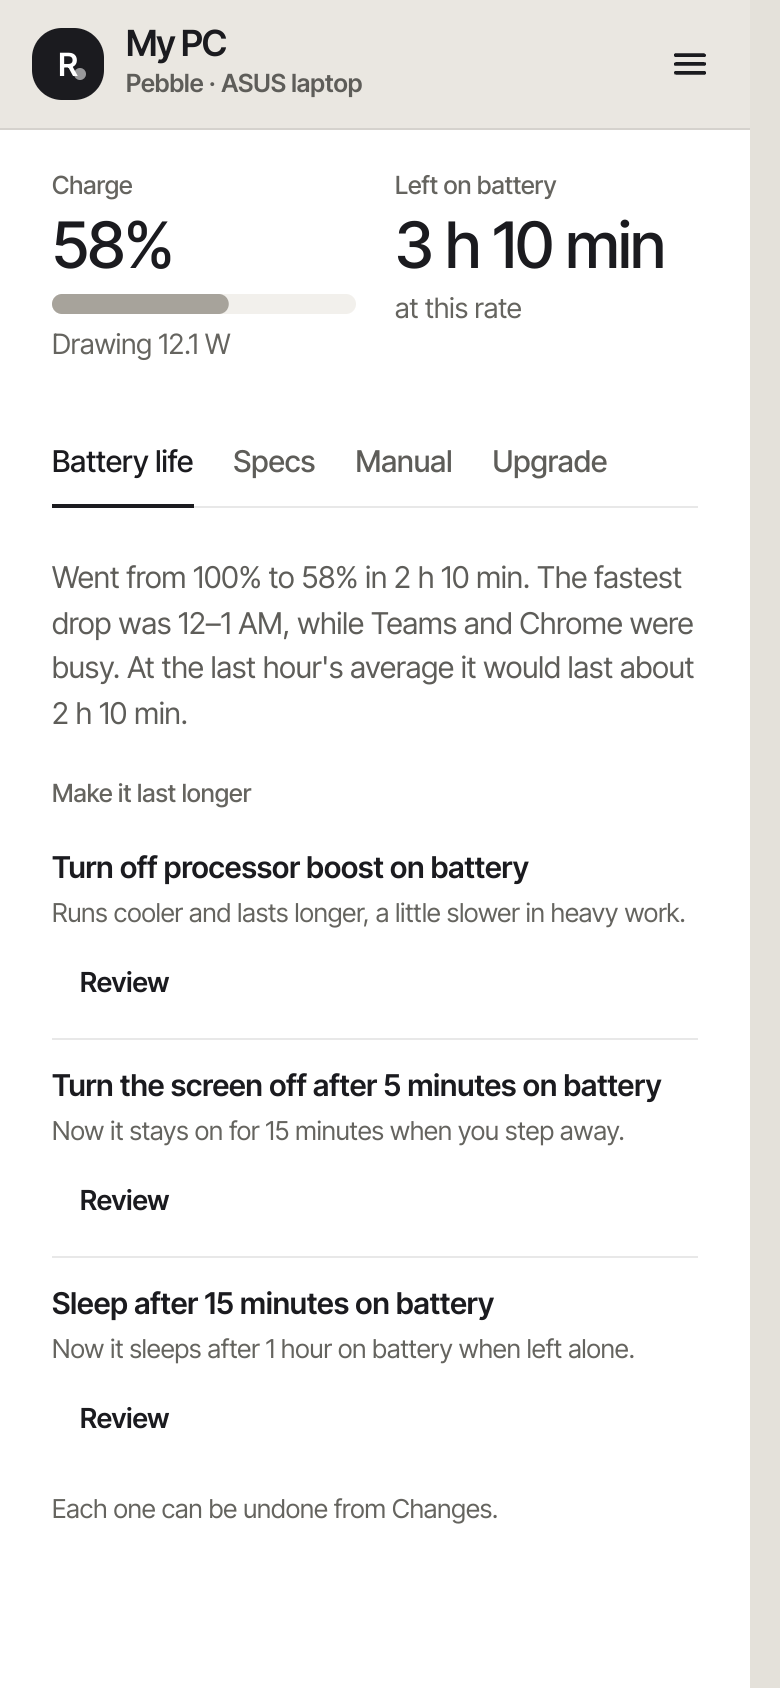 R
My PC
Pebble · ASUS laptop
Charge
58%
Drawing 12.1 W
Left on battery
3 h 10 min
at this rate
Battery life Specs Manual Upgrade
Went from 100% to 58% in 2 h 10 min. The fastest
drop was 12–1 AM, while Teams and Chrome were
busy. At the last hour's average it would last about
2 h 10 min.
Make it last longer
Turn off processor boost on battery
Runs cooler and lasts longer, a little slower in heavy work.
Review
Turn the screen off after 5 minutes on battery
Now it stays on for 15 minutes when you step away.
Review
Sleep after 15 minutes on battery
Now it sleeps after 1 hour on battery when left alone.
Review
Each one can be undone from Changes.